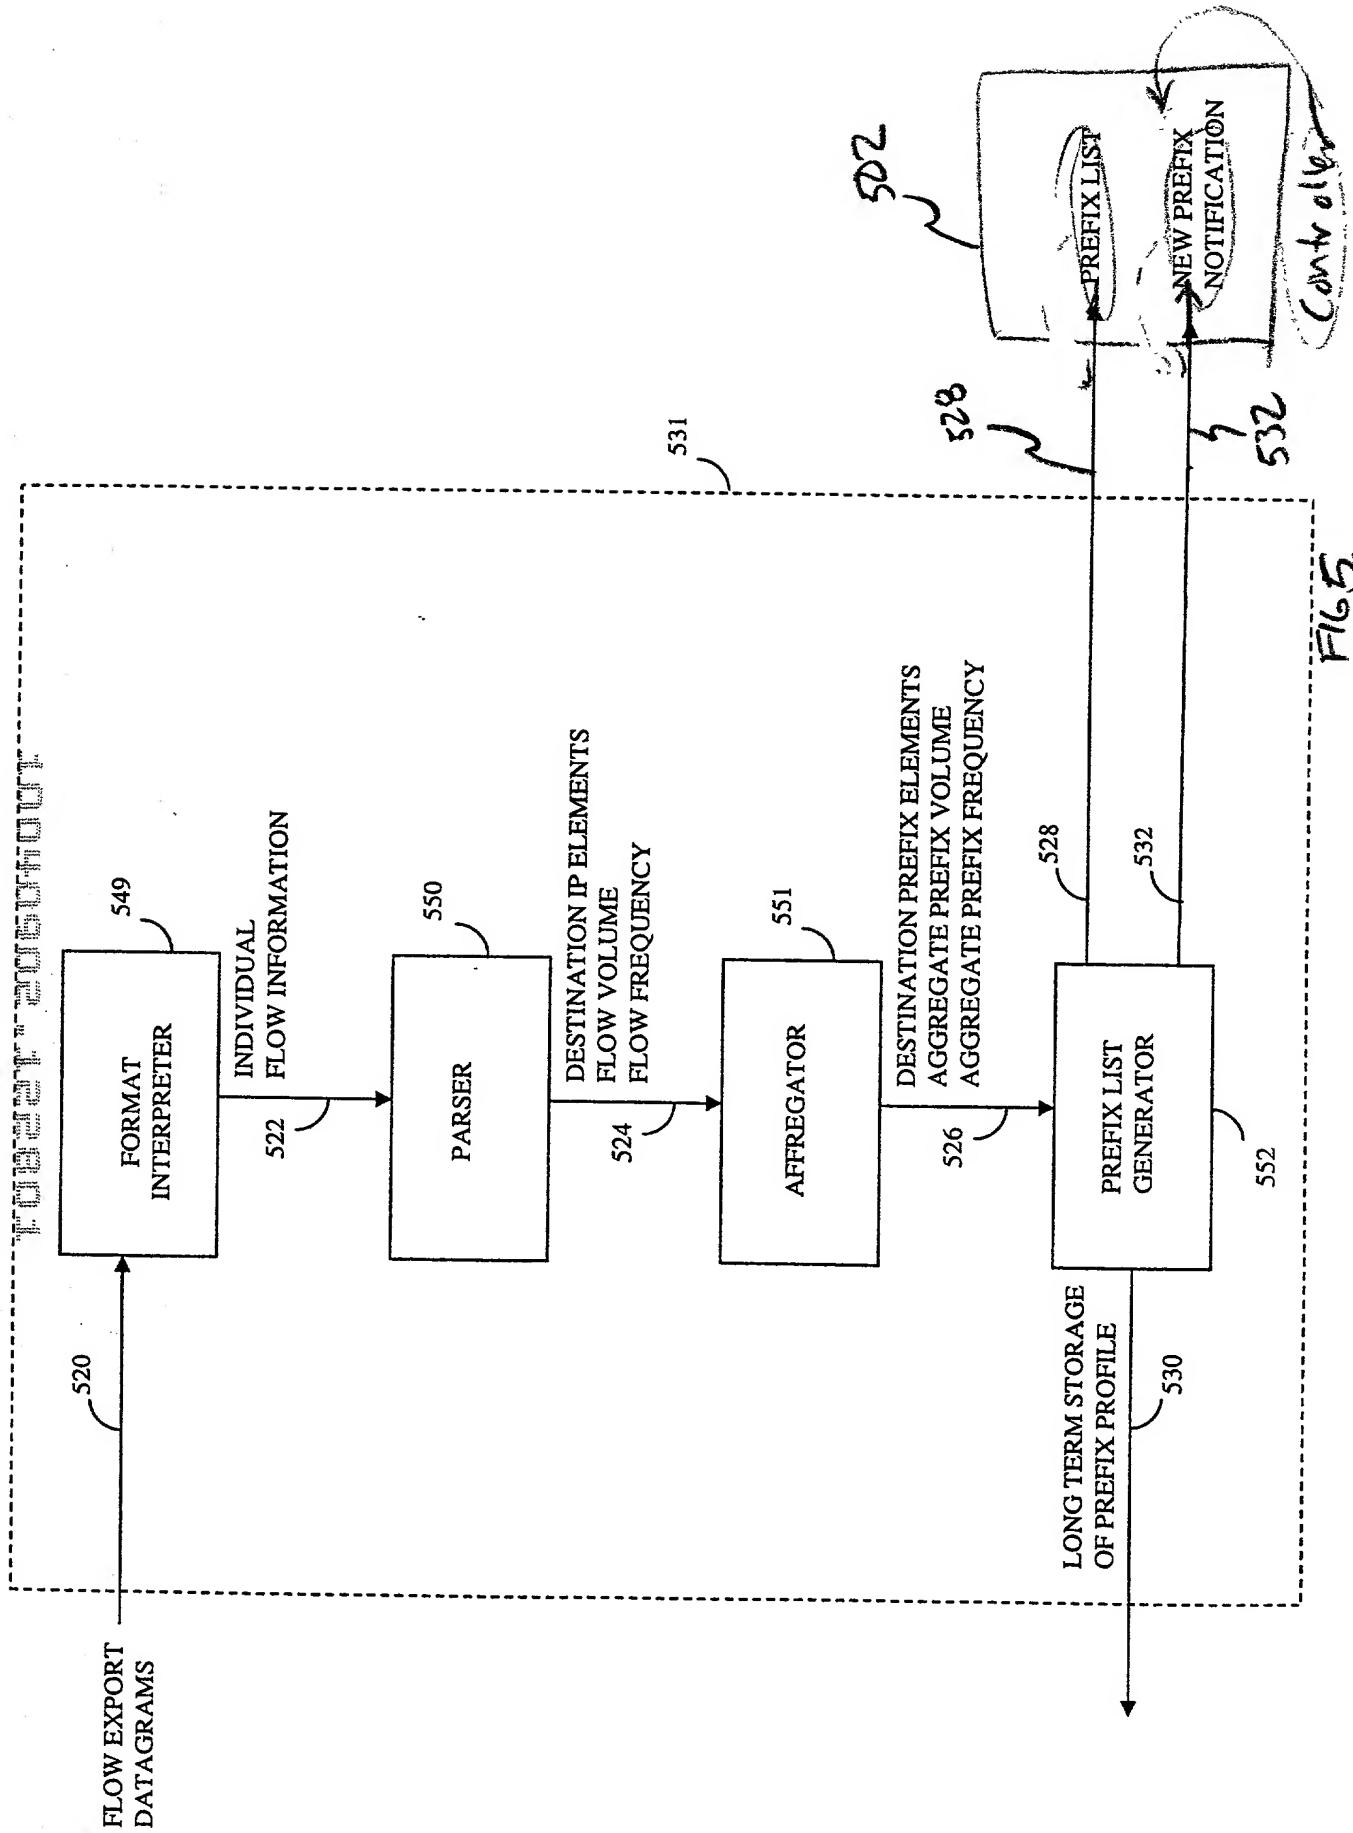 FLOW EXPORT
DATAGRAMS
520
FORMAT
INTERPRETER
549
INDIVIDUAL
FLOW INFORMATION
522
PARSER
550
DESTINATION IP ELEMENTS
FLOW VOLUME
FLOW FREQUENCY
524
AFFREGATOR
551
DESTINATION PREFIX ELEMENTS
AGGREGATE PREFIX VOLUME
AGGREGATE PREFIX FREQUENCY
526
PREFIX LIST
GENERATOR
552
LONG TERM STORAGE
OF PREFIX PROFILE
530
528
532
531
528
532
502
PREFIX LIST
NEW PREFIX
NOTIFICATION
Controller
FIG 5